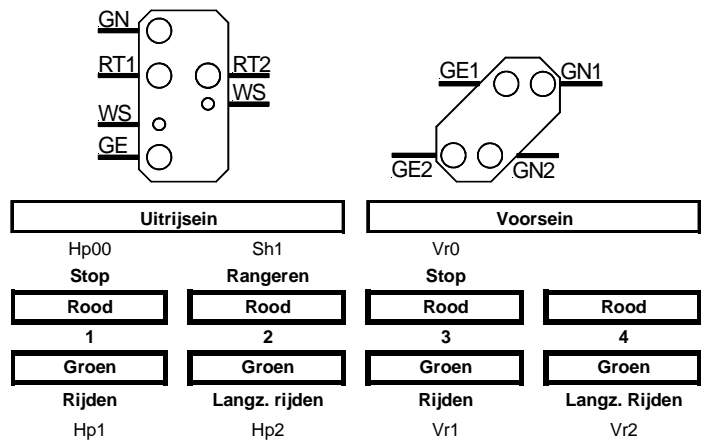 GN
RT1 RT2
WS
WS
GE
GE1 GN1
GE2 GN2
Uitrijsein Voorsein
Hp00 Sh1 Vr0
Stop Rangeren Stop
Rood Rood Rood Rood
1 2 3 4
Groen Groen Groen Groen
Rijden Langz. rijden Rijden Langz. Rijden
Hp1 Hp2 Vr1 Vr2